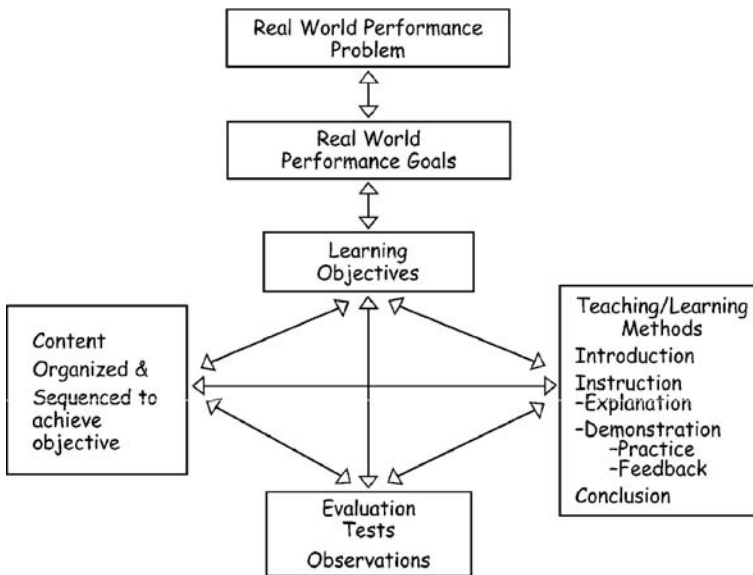 Real World Performance
Problem
Real World
Performance Goals
Learning
Objectives
Content
Organized &
Sequenced to
achieve
objective
Teaching/Learning
Methods
Introduction
Instruction
-Explanation
-Demonstration
-Practice
-Feedback
Conclusion
Evaluation
Tests
Observations